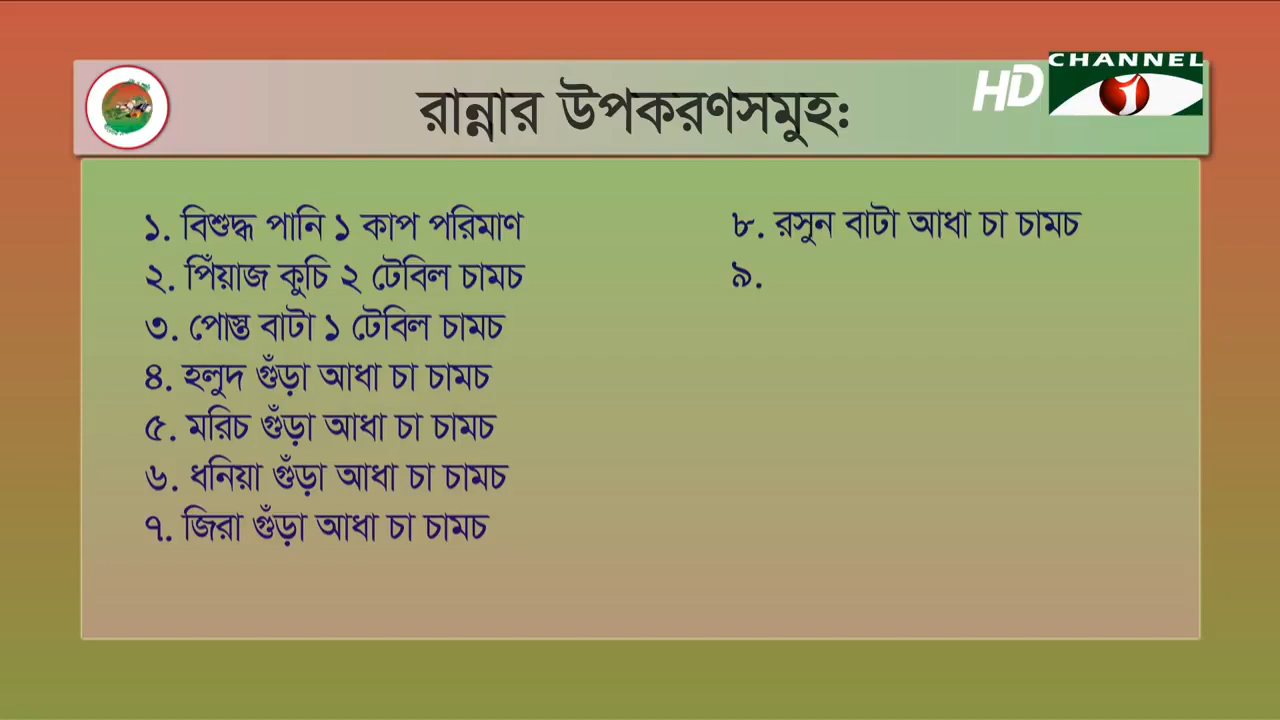 রান্নার উপকরণসমুহঃ
HD
CHANNEL
i
১. বিশুদ্ধ পানি ১ কাপ পরিমাণ
২. পিঁয়াজ কুচি ২ টেবিল চামচ
৩. পোস্ত বাটা ১ টেবিল চামচ
৪. হলুদ গুঁড়া আধা চা চামচ
৫. মরিচ গুঁড়া আধা চা চামচ
৬. ধনিয়া গুঁড়া আধা চা চামচ
৭. জিরা গুঁড়া আধা চা চামচ
৮. রসুন বাটা আধা চা চামচ
৯.